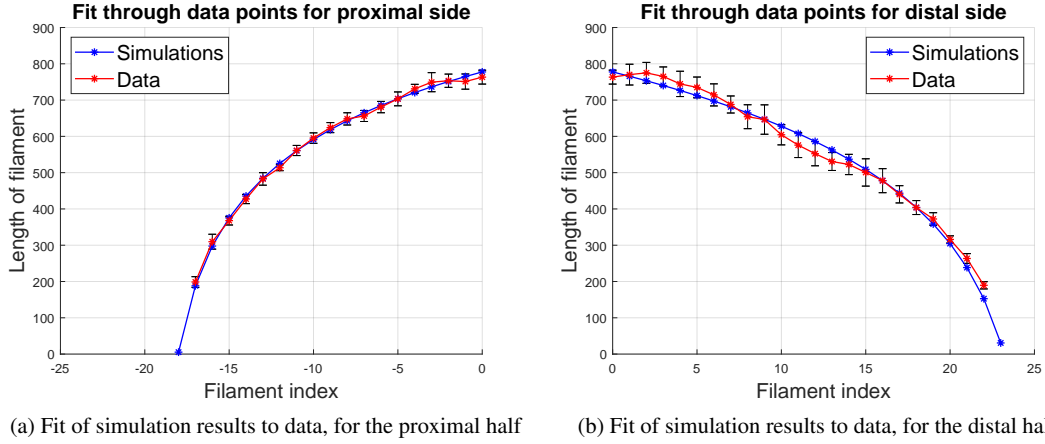 Fit through data points for proximal side
900
800
700
600
500
400
300
200
100
0
Length of filament
Simulations
Data
-25 -20 -15 -10 -5 0
Filament index
(a) Fit of simulation results to data, for the proximal half
Fit through data points for distal side
900
800
700
600
500
400
300
200
100
0
Length of filament
Simulations
Data
0 5 10 15 20 25
Filament index
(b) Fit of simulation results to data, for the distal hal